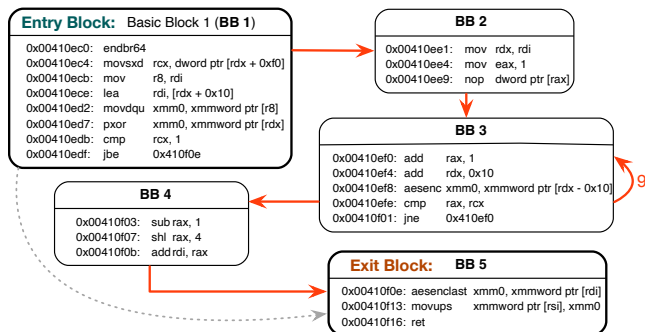 Entry Block: Basic Block 1 (BB 1)
0x00410ec0: endbr64
0x00410ec4: movsxd rcx, dword ptr [rdx + 0xf0]
0x00410ecb: mov r8, rdi
0x00410ece: lea rdi, [rdx + 0x10]
0x00410ed2: movdqu xmm0, xmmword ptr [r8]
0x00410ed7: pxor xmm0, xmmword ptr [rdx]
0x00410edb: cmp rcx, 1
0x00410edf: jbe 0x410f0e
BB 2
0x00410ee1: mov rdx, rdi
0x00410ee4: mov eax, 1
0x00410ee9: nop dword ptr [rax]
BB 3
0x00410ef0: add rax, 1
0x00410ef4: add rdx, 0x10
0x00410ef8: aesenc xmm0, xmmword ptr [rdx - 0x10]
0x00410efe: cmp rax, rcx
0x00410f01: jne 0x410ef0
9
BB 4
0x00410f03: sub rax, 1
0x00410f07: shl rax, 4
0x00410f0b: add rdi, rax
Exit Block: BB 5
0x00410f0e: aesenclast xmm0, xmmword ptr [rdi]
0x00410f13: movups xmmword ptr [rsi], xmm0
0x00410f16: ret